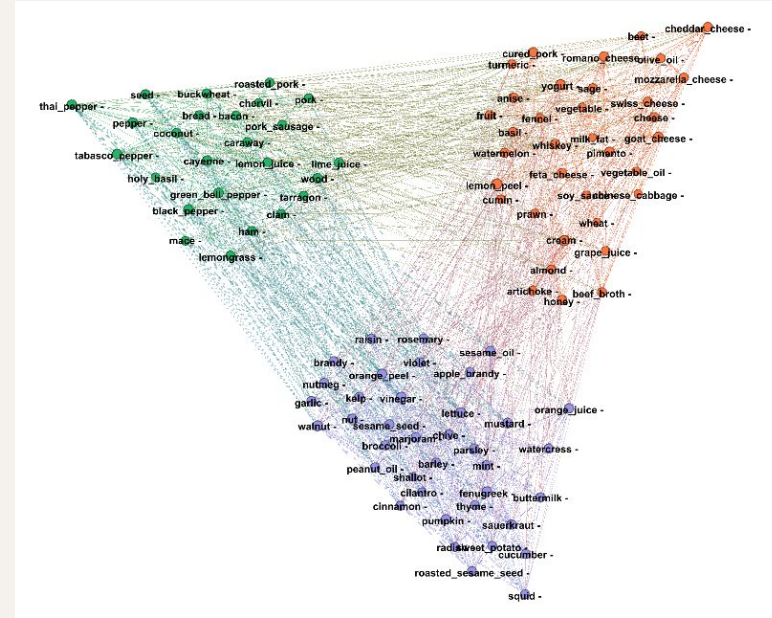 cheddar_cheese -
beet -
cured_pork -
romano_cheese
olive_oil -
turmeric -
mozzarella_cheese -
roasted_pork -
seed -
buckwheat -
yogurt -
sage -
thai_pepper -
chervil -
pork -
anise -
vegetable -
swiss_cheese -
bread -
bacon -
fruit -
fennel -
cheese -
pepper -
coconut -
pork_sausage -
basil -
milk_fat -
goat_cheese -
caraway -
whiskey -
tabasco_pepper -
cayenne -
lemon_juice -
lime_juice -
watermelon -
pimento -
holy_basil -
wood -
feta_cheese -
vegetable_oil -
green_bell_pepper -
tarragon -
lemon_peel -
cumin -
chinese_cabbage -
black_pepper -
clam -
prawn -
wheat -
mace -
ham -
cream -
grape_juice -
lemongrass -
almond -
artichoke -
honey -
beef_broth -
raisin -
rosemary -
sesame_oil -
brandy -
violet -
orange_peel -
apple_brandy -
nutmeg -
garlic -
kelp -
vinegar -
lettuce -
orange_juice -
walnut -
nut -
sesame_seed -
mustard -
marjoram
chive -
broccoli -
parsley -
watercress -
peanut_oil -
barley -
mint -
shallot -
cilantro -
fenugreek -
buttermilk -
cinnamon -
thyme -
pumpkin -
sauerkraut -
sweet_potato -
cucumber -
roasted_sesame_seed -
squid -